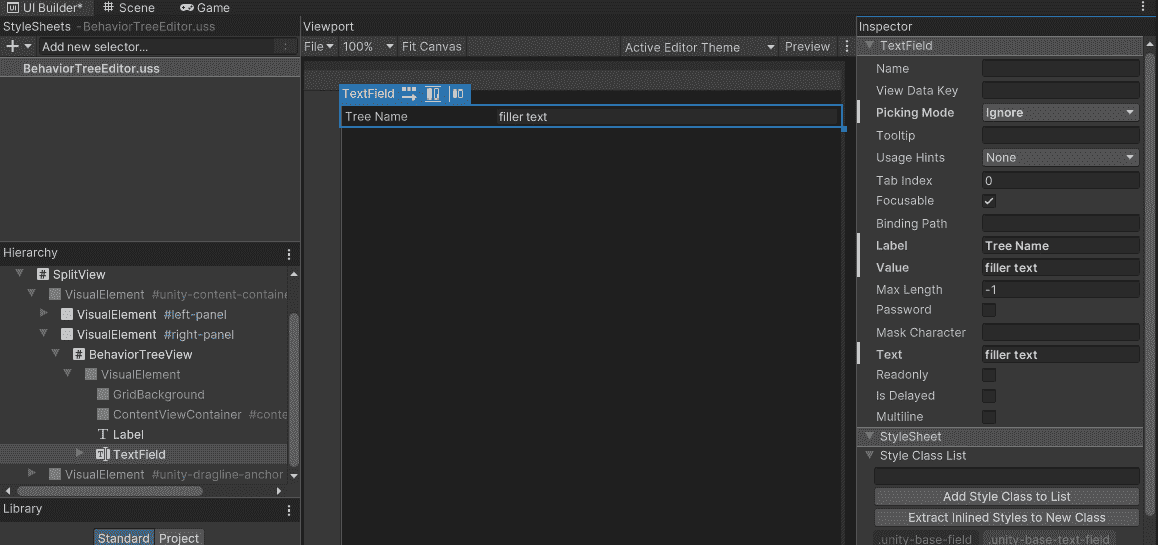 UI Builder* Scene Game
StyleSheets - BehaviorTreeEditor.uss
Add new selector...
BehaviorTreeEditor.uss
Hierarchy
SplitView
VisualElement #unity-content-containe
VisualElement #left-panel
VisualElement #right-panel
BehaviorTreeView
VisualElement
GridBackground
ContentViewContainer #conte
Label
TextField
VisualElement #unity-dragline-anchor
Library
Standard Project
Viewport
File 100% Fit Canvas Active Editor Theme Preview
TextField
Tree Name filler text
Inspector
TextField
Name
View Data Key
Picking Mode Ignore
Tooltip
Usage Hints None
Tab Index 0
Focusable
Binding Path
Label Tree Name
Value filler text
Max Length -1
Password
Mask Character
Text filler text
Readonly
Is Delayed
Multiline
StyleSheet
Style Class List
Add Style Class to List
Extract Inlined Styles to New Class
.unity-base-field .unity-base-text-field